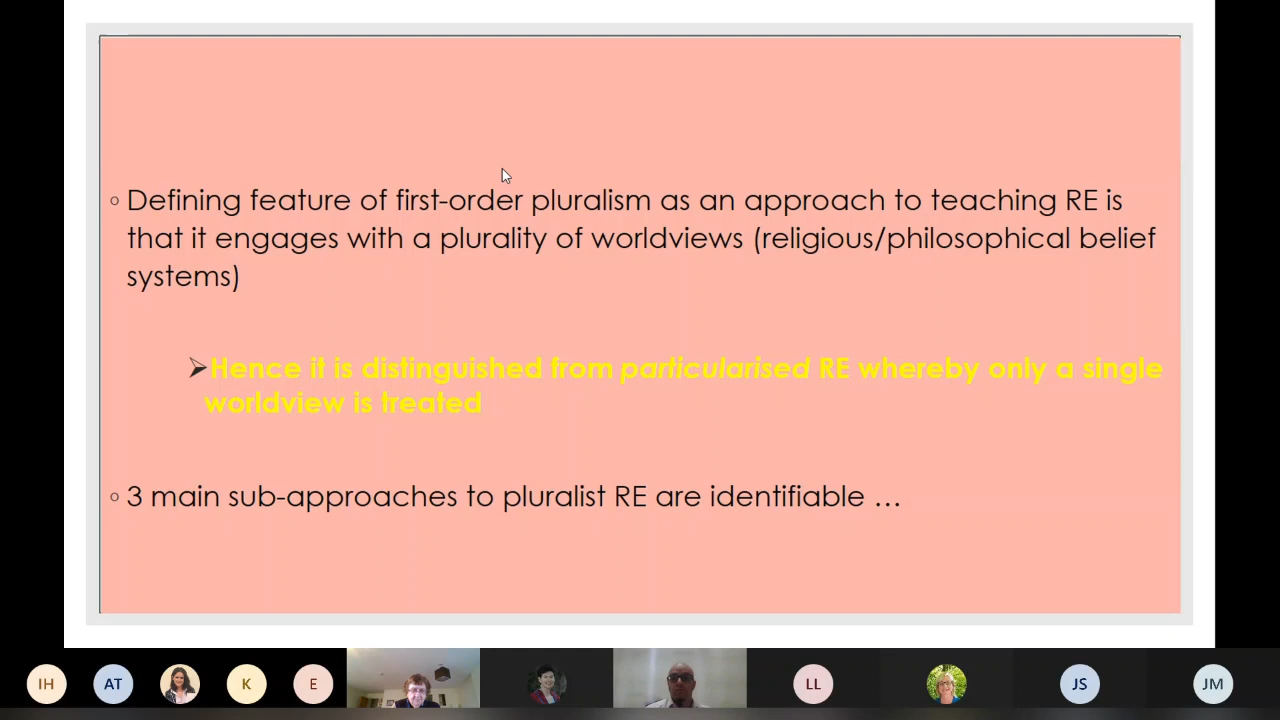 ◦ Defining feature of first-order pluralism as an approach to teaching RE is
that it engages with a plurality of worldviews (religious/philosophical belief
systems)
➢Hence it is distinguished from particularised RE whereby only a single
worldview is treated
◦ 3 main sub-approaches to pluralist RE are identifiable …
IH AT K E LL JS JM